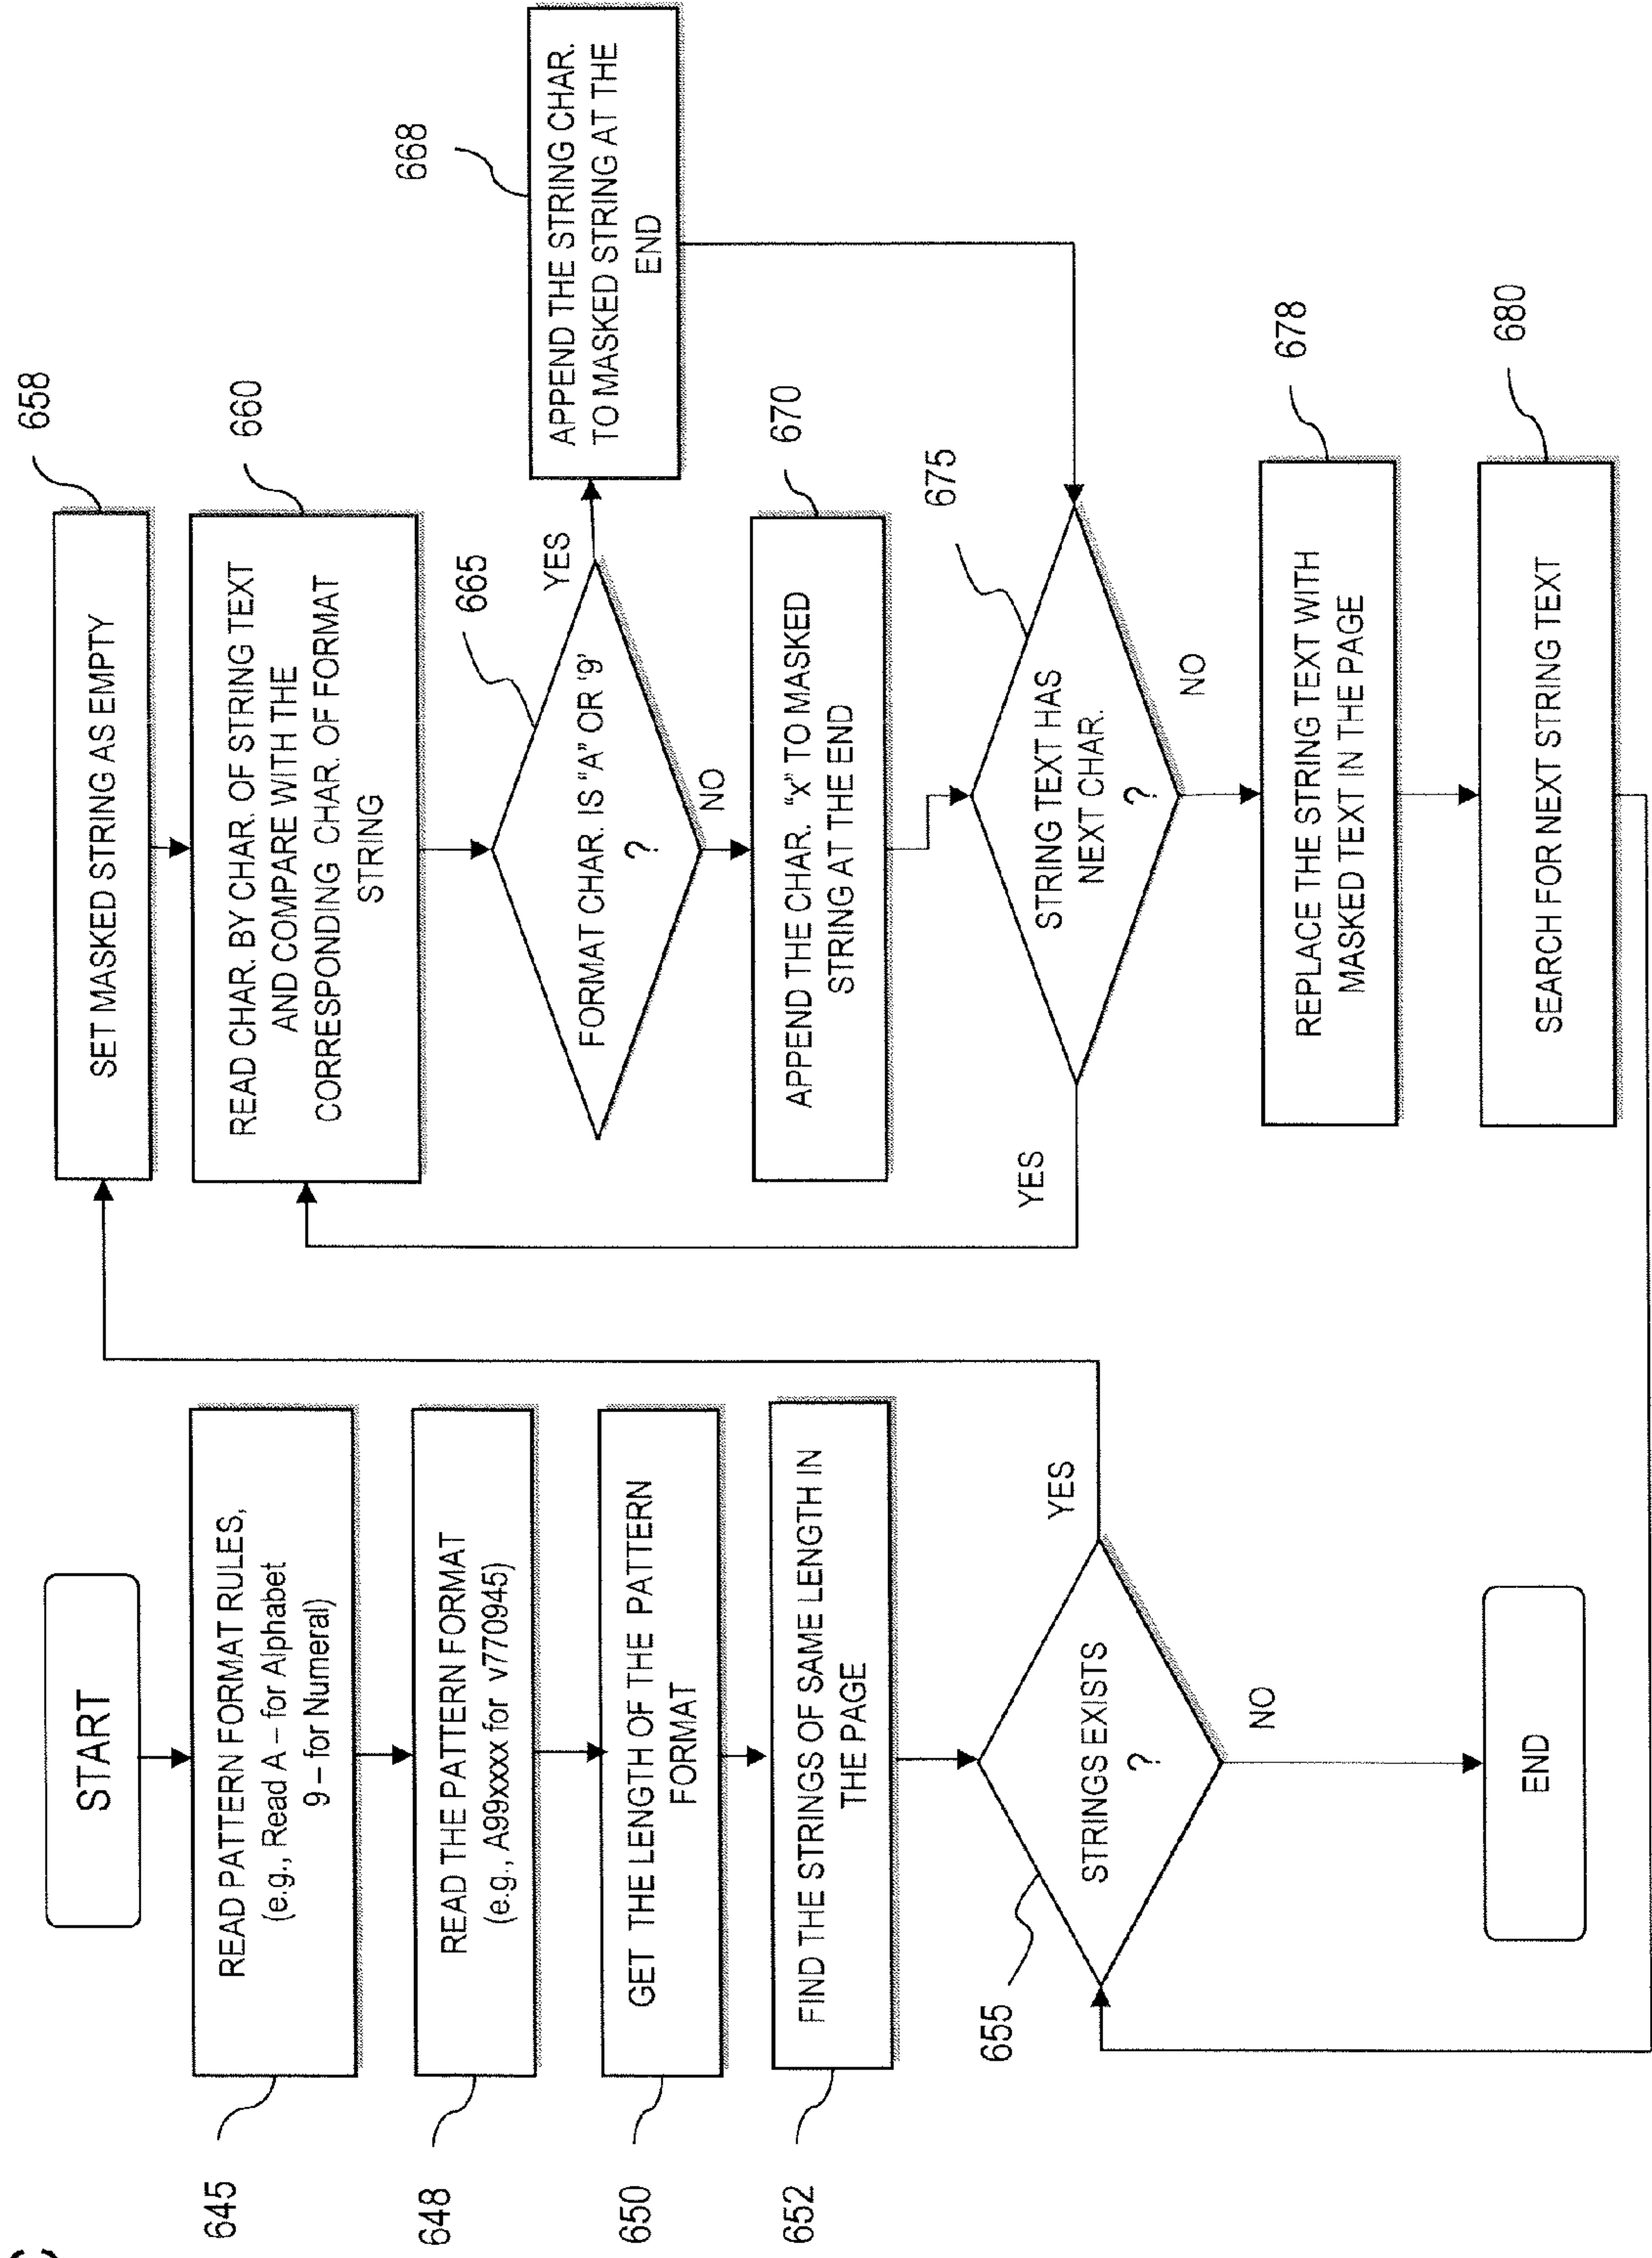 START
645
READ PATTERN FORMAT RULES,
(e.g., Read A – for Alphabet
9 – for Numeral)
648
READ THE PATTERN FORMAT
(e.g., A99xxxx for v770945)
650
GET THE LENGTH OF THE PATTERN
FORMAT
652
FIND THE STRINGS OF SAME LENGTH IN
THE PAGE
655
STRINGS EXISTS
?
YES
NO
END
658
SET MASKED STRING AS EMPTY
660
READ CHAR. BY CHAR. OF STRING TEXT
AND COMPARE WITH THE
CORRESPONDING CHAR. OF FORMAT
STRING
665
FORMAT CHAR. IS “A” OR ‘9’
?
YES
NO
668
APPEND THE STRING CHAR.
TO MASKED STRING AT THE
END
670
APPEND THE CHAR. “x” TO MASKED
STRING AT THE END
675
STRING TEXT HAS
NEXT CHAR.
?
YES
NO
678
REPLACE THE STRING TEXT WITH
MASKED TEXT IN THE PAGE
680
SEARCH FOR NEXT STRING TEXT